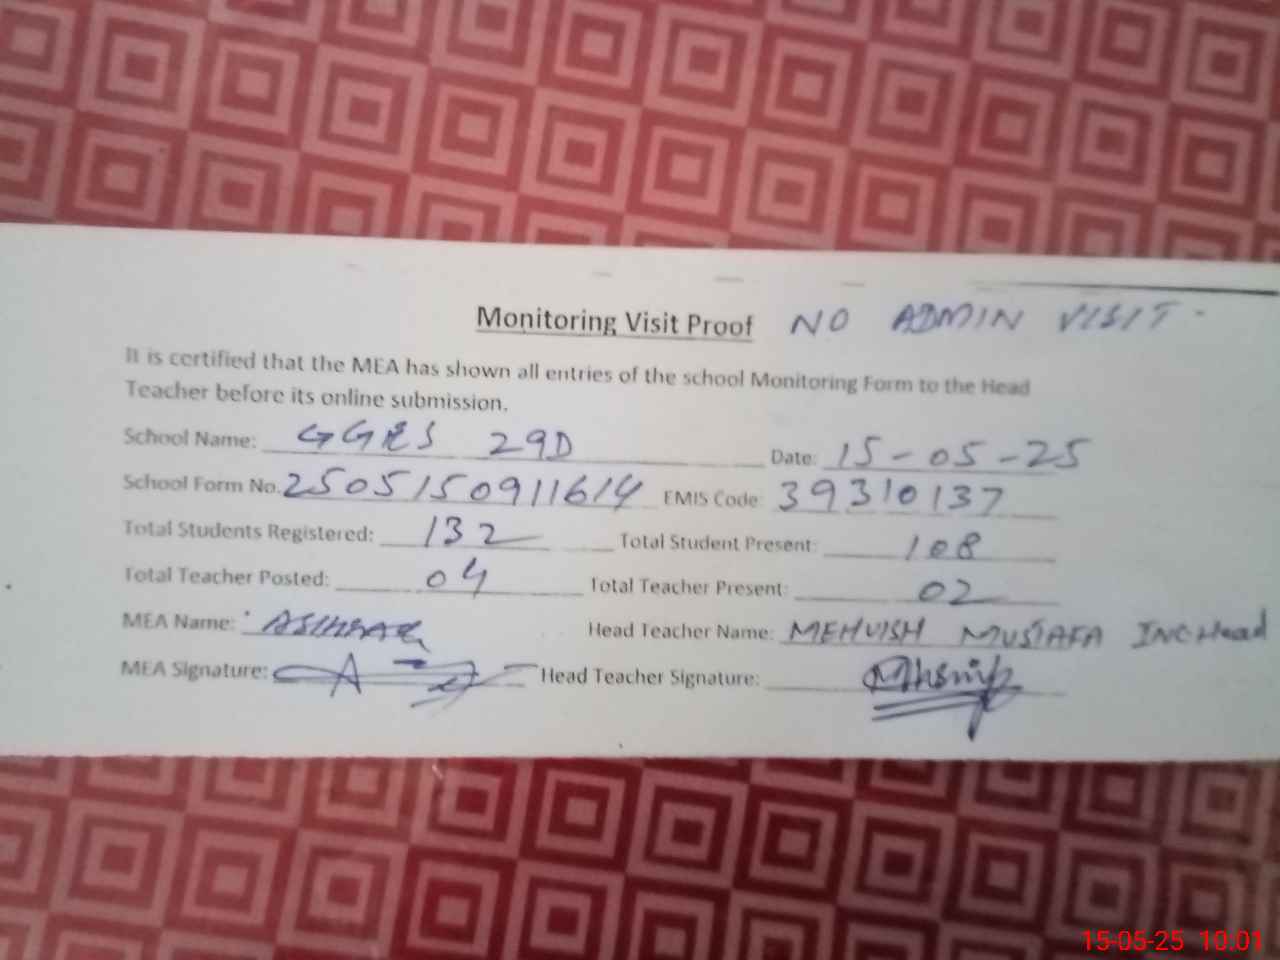 Monitoring Visit Proof NO ADMIN VISIT.
It is certified that the MEA has shown all entries of the school Monitoring Form to the Head
Teacher before its online submission.
School Name: GGES 29D Date: 15-05-25
School Form No. 2505150911614 EMIS Code: 39310137
Total Students Registered: 132 Total Student Present: 108
Total Teacher Posted: 04 Total Teacher Present: 02
MEA Name: Head Teacher Name: MEHVISH MUSTAFA INCHead
MEA Signature: Head Teacher Signature:
15-05-25 10.01